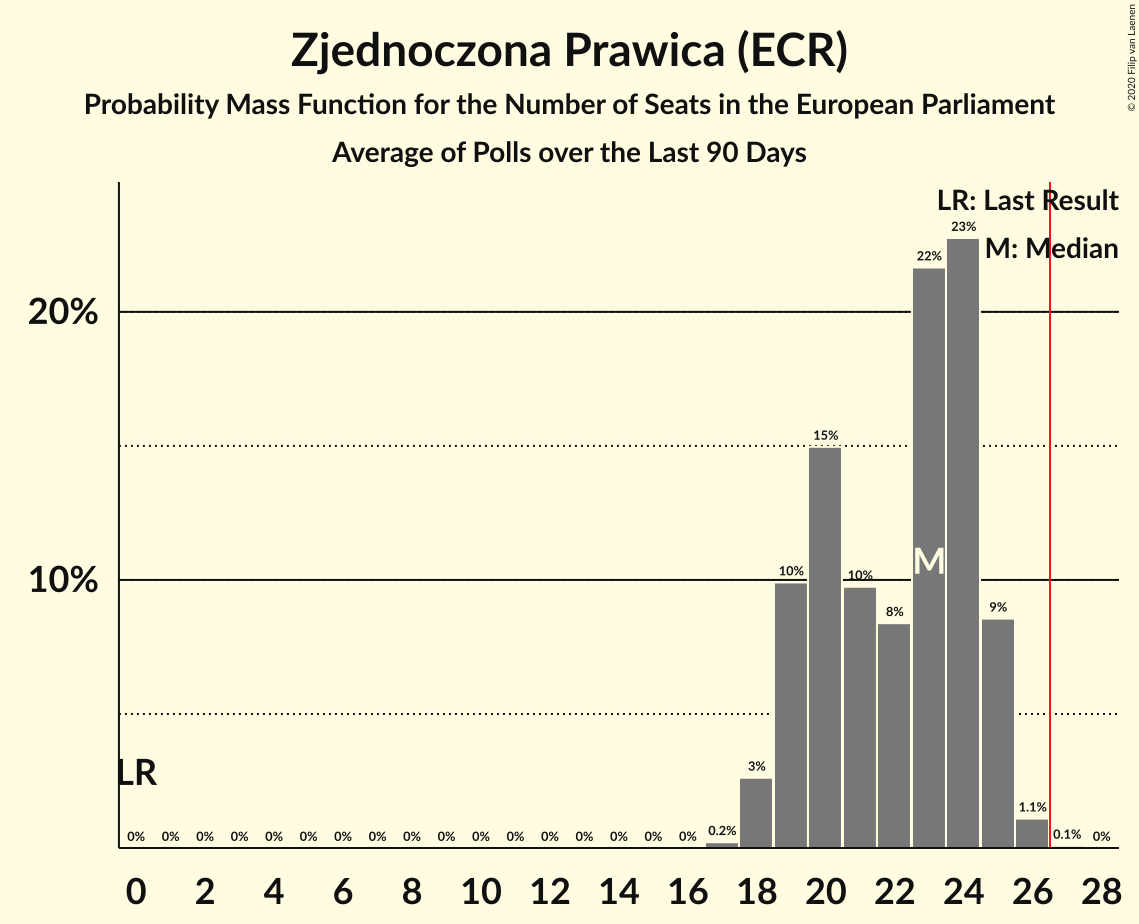 Zjednoczona Prawica (ECR)
Probability Mass Function for the Number of Seats in the European Parliament
Average of Polls over the Last 90 Days
© 2020 Filip van Laenen
LR: Last Result
M: Median
20%
10%
LR
M
0% 0% 0% 0% 0% 0% 0% 0% 0% 0% 0% 0% 0% 0% 0% 0% 0% 0.2% 3% 10% 15% 10% 8% 22% 23% 9% 1.1% 0.1% 0%
0 2 4 6 8 10 12 14 16 18 20 22 24 26 28